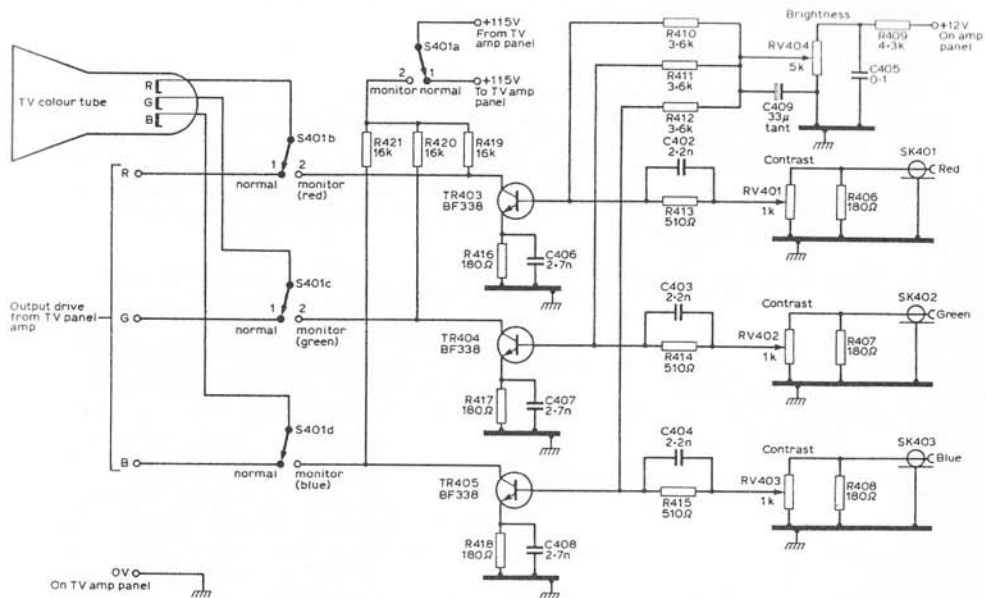 Brightness
+115V
From TV
amp panel
R410
3·6k
R409
4·3k
+12V
On amp
panel
S401a
RV404
5k
C405
0·1
2
1
monitor
normal
+115V
To TV amp
panel
R411
3·6k
C409
33μ
tant
R
G
B
TV colour tube
R412
3·6k
S401b
R421
16k
R420
16k
R419
16k
C402
2·2n
Contrast
SK401
Red
R
1
2
normal
monitor
(red)
TR403
BF338
R413
510Ω
RV401
1k
R406
180Ω
R416
180Ω
C406
2·7n
S401c
C403
2·2n
Contrast
SK402
Green
Output drive
from TV panel
amp
G
1
2
normal
monitor
(green)
TR404
BF338
R414
510Ω
RV402
1k
R407
180Ω
R417
180Ω
C407
2·7n
S401d
C404
2·2n
Contrast
SK403
Blue
B
normal
monitor
(blue)
TR405
BF338
R415
510Ω
RV403
1k
R408
180Ω
R418
180Ω
C408
2·7n
0V
On TV amp panel